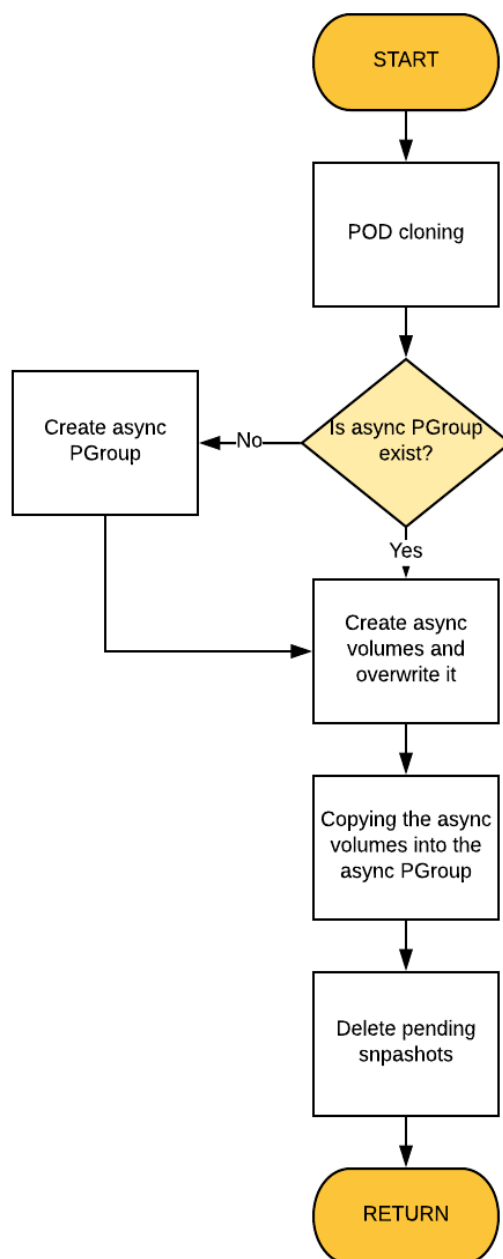 START
POD cloning
Is async PGroup
exist?
No
Create async
PGroup
Yes
Create async
volumes and
overwrite it
Copying the async
volumes into the
async PGroup
Delete pending
snpashots
RETURN